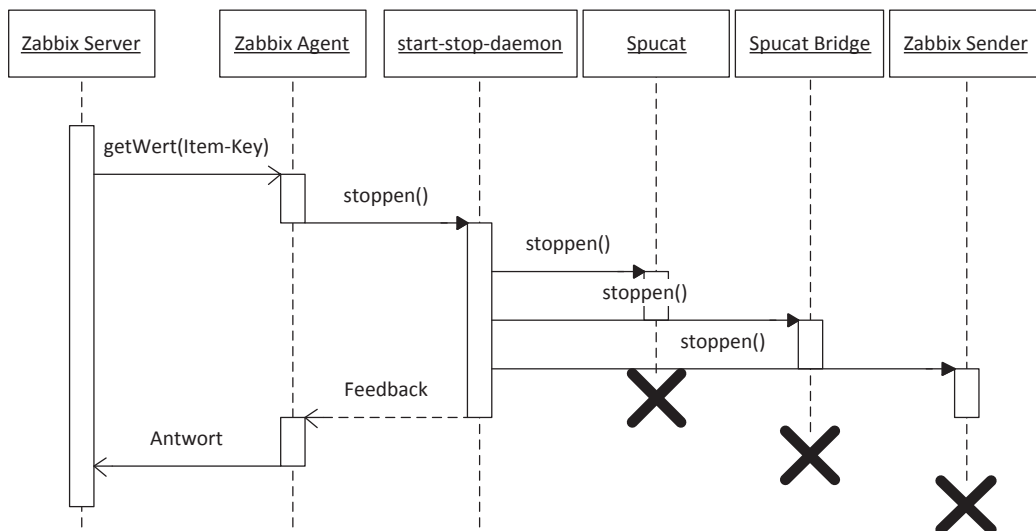 Zabbix Server
Zabbix Agent
start-stop-daemon
Spucat
Spucat Bridge
Zabbix Sender
getWert(Item-Key)
stoppen()
stoppen()
stoppen()
stoppen()
Feedback
Antwort